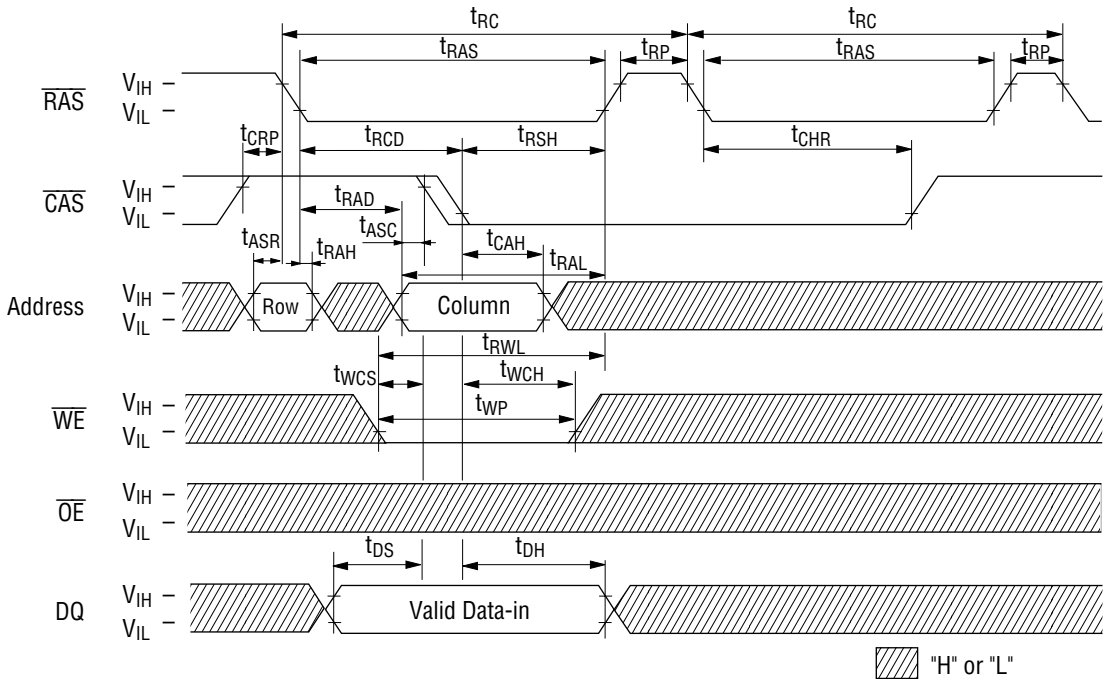 tRC tRC
tRAS tRP tRAS tRP
RAS VIH
VIL
tCRP tRCD tRSH tCHR
CAS VIH
VIL
tRAD
tASC
tASR tRAH tCAH
tRAL
Address VIH
VIL
Row Column
tRWL
tWCS tWCH
tWP
WE VIH
VIL
OE VIH
VIL
tDS tDH
DQ VIH
VIL
Valid Data-in
"H" or "L"